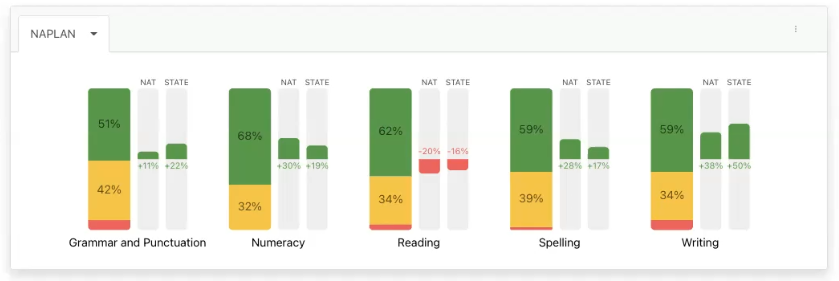 NAPLAN
NAT STATE NAT STATE NAT STATE NAT STATE NAT STATE
51% 68% 62% 59% 59%
-20% -16%
+11% +22% +30% +19% +28% +17% +38% +50%
42% 32% 34% 39% 34%
Grammar and Punctuation Numeracy Reading Spelling Writing